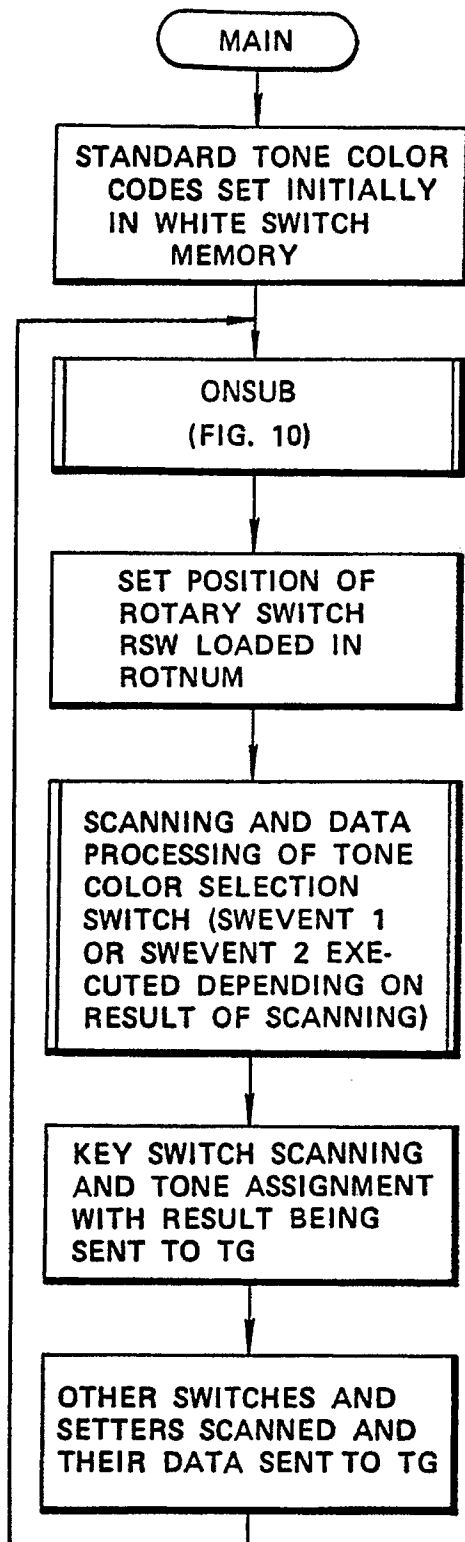 MAIN
STANDARD TONE COLOR
CODES SET INITIALLY
IN WHITE SWITCH
MEMORY
ONSUB
(FIG. 10)
SET POSITION OF
ROTARY SWITCH
RSW LOADED IN
ROTNUM
SCANNING AND DATA
PROCESSING OF TONE
COLOR SELECTION
SWITCH (SWEVENT 1
OR SWEVENT 2 EXE-
CUTED DEPENDING ON
RESULT OF SCANNING)
KEY SWITCH SCANNING
AND TONE ASSIGNMENT
WITH RESULT BEING
SENT TO TG
OTHER SWITCHES AND
SETTERS SCANNED AND
THEIR DATA SENT TO TG